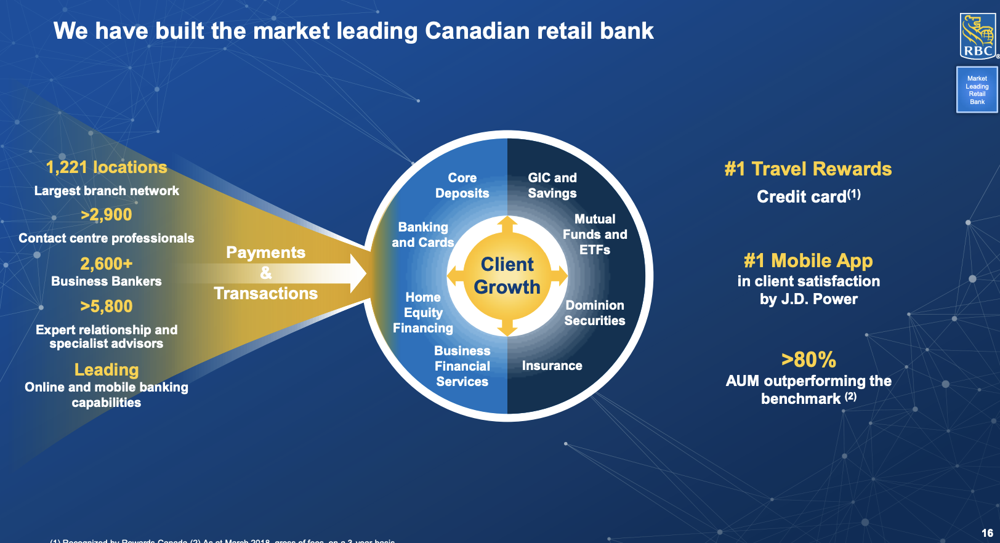 We have built the market leading Canadian retail bank
RBC
®
Market
Leading
Retail
Bank
1,221 locations
Largest branch network
>2,900
Contact centre professionals
2,600+
Business Bankers
>5,800
Expert relationship and
specialist advisors
Leading
Online and mobile banking
capabilities
Payments
&
Transactions
Core
Deposits
Banking
and Cards
Home
Equity
Financing
Business
Financial
Services
Client
Growth
GIC and
Savings
Mutual
Funds and
ETFs
Dominion
Securities
Insurance
#1 Travel Rewards
Credit card(1)
#1 Mobile App
in client satisfaction
by J.D. Power
>80%
AUM outperforming the
benchmark (2)
(1) Recognized by Rewards Canada (2) As at March 2018, gross of fees, on a 3-year basis
16